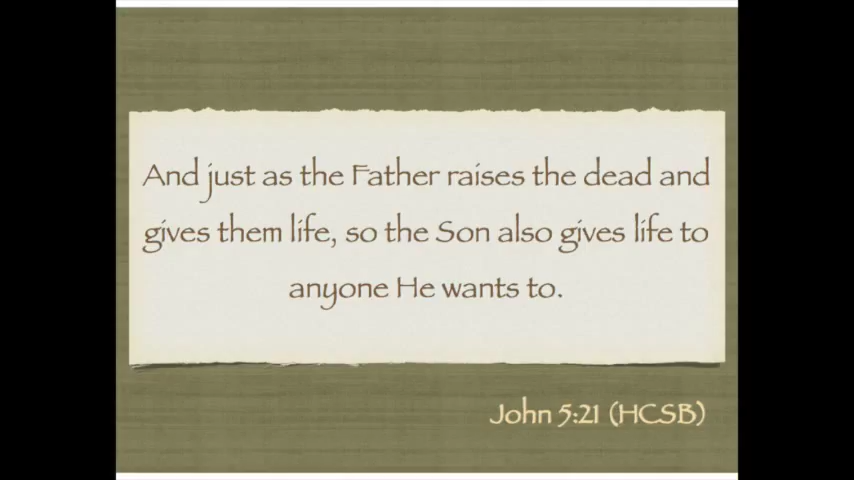 And just as the Father raises the dead and
gives them life, so the Son also gives life to
anyone He wants to.
John 5:21 (HCSB)